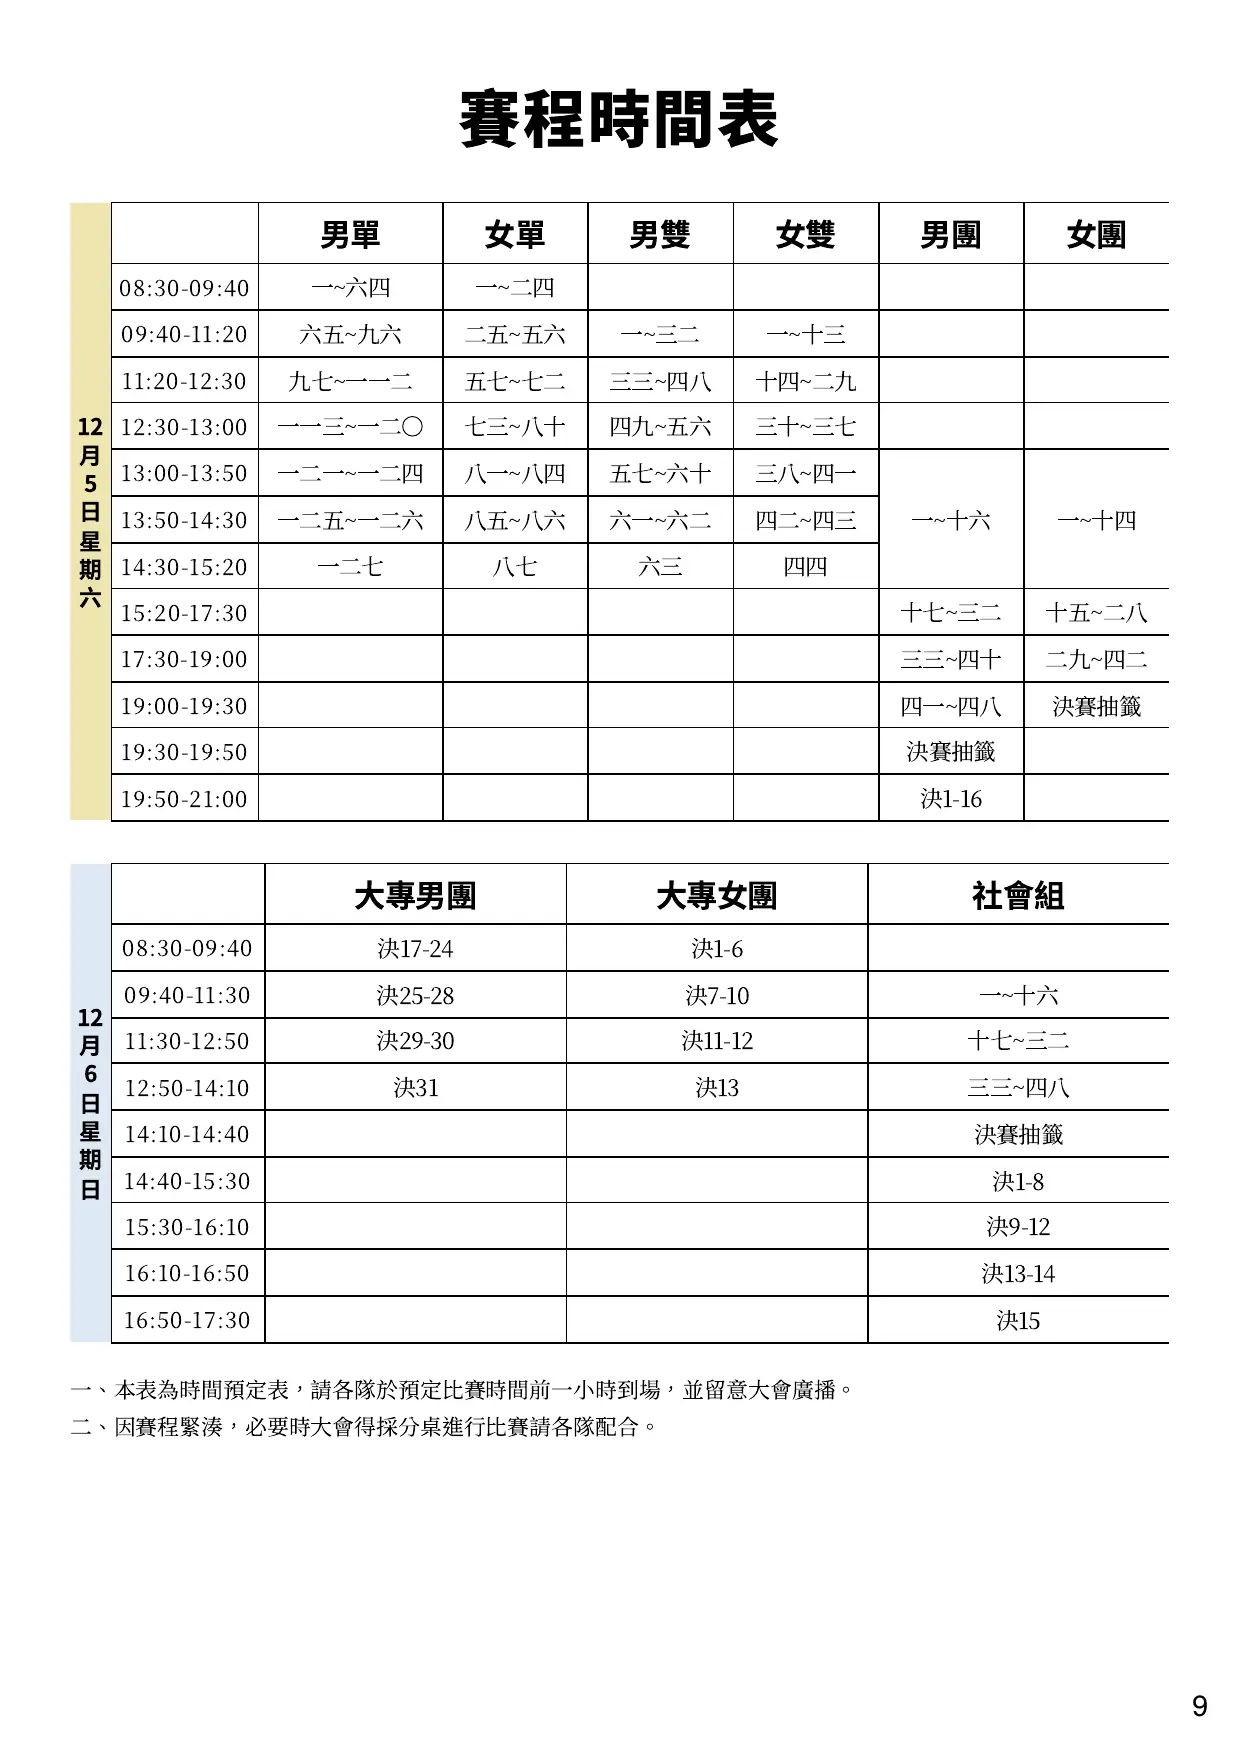 賽程時間表
12月5日星期六
男單 女單 男雙 女雙 男團 女團
08:30-09:40 一~六四 一~二四
09:40-11:20 六五~九六 二五~五六 一~三二 一~十三
11:20-12:30 九七~一一二 五七~七二 三三~四八 十四~二九
12:30-13:00 一一三~一二〇 七三~八十 四九~五六 三十~三七
13:00-13:50 一二一~一二四 八一~八四 五七~六十 三八~四一
13:50-14:30 一二五~一二六 八五~八六 六一~六二 四二~四三 一~十六 一~十四
14:30-15:20 一二七 八七 六三 四四
15:20-17:30 十七~三二 十五~二八
17:30-19:00 三三~四十 二九~四二
19:00-19:30 四一~四八 決賽抽籤
19:30-19:50 決賽抽籤
19:50-21:00 決1-16
12月6日星期日
大專男團 大專女團 社會組
08:30-09:40 決17-24 決1-6
09:40-11:30 決25-28 決7-10 一~十六
11:30-12:50 決29-30 決11-12 十七~三二
12:50-14:10 決31 決13 三三~四八
14:10-14:40 決賽抽籤
14:40-15:30 決1-8
15:30-16:10 決9-12
16:10-16:50 決13-14
16:50-17:30 決15
一、本表為時間預定表，請各隊於預定比賽時間前一小時到場，並留意大會廣播。
二、因賽程緊湊，必要時大會得採分桌進行比賽請各隊配合。
9